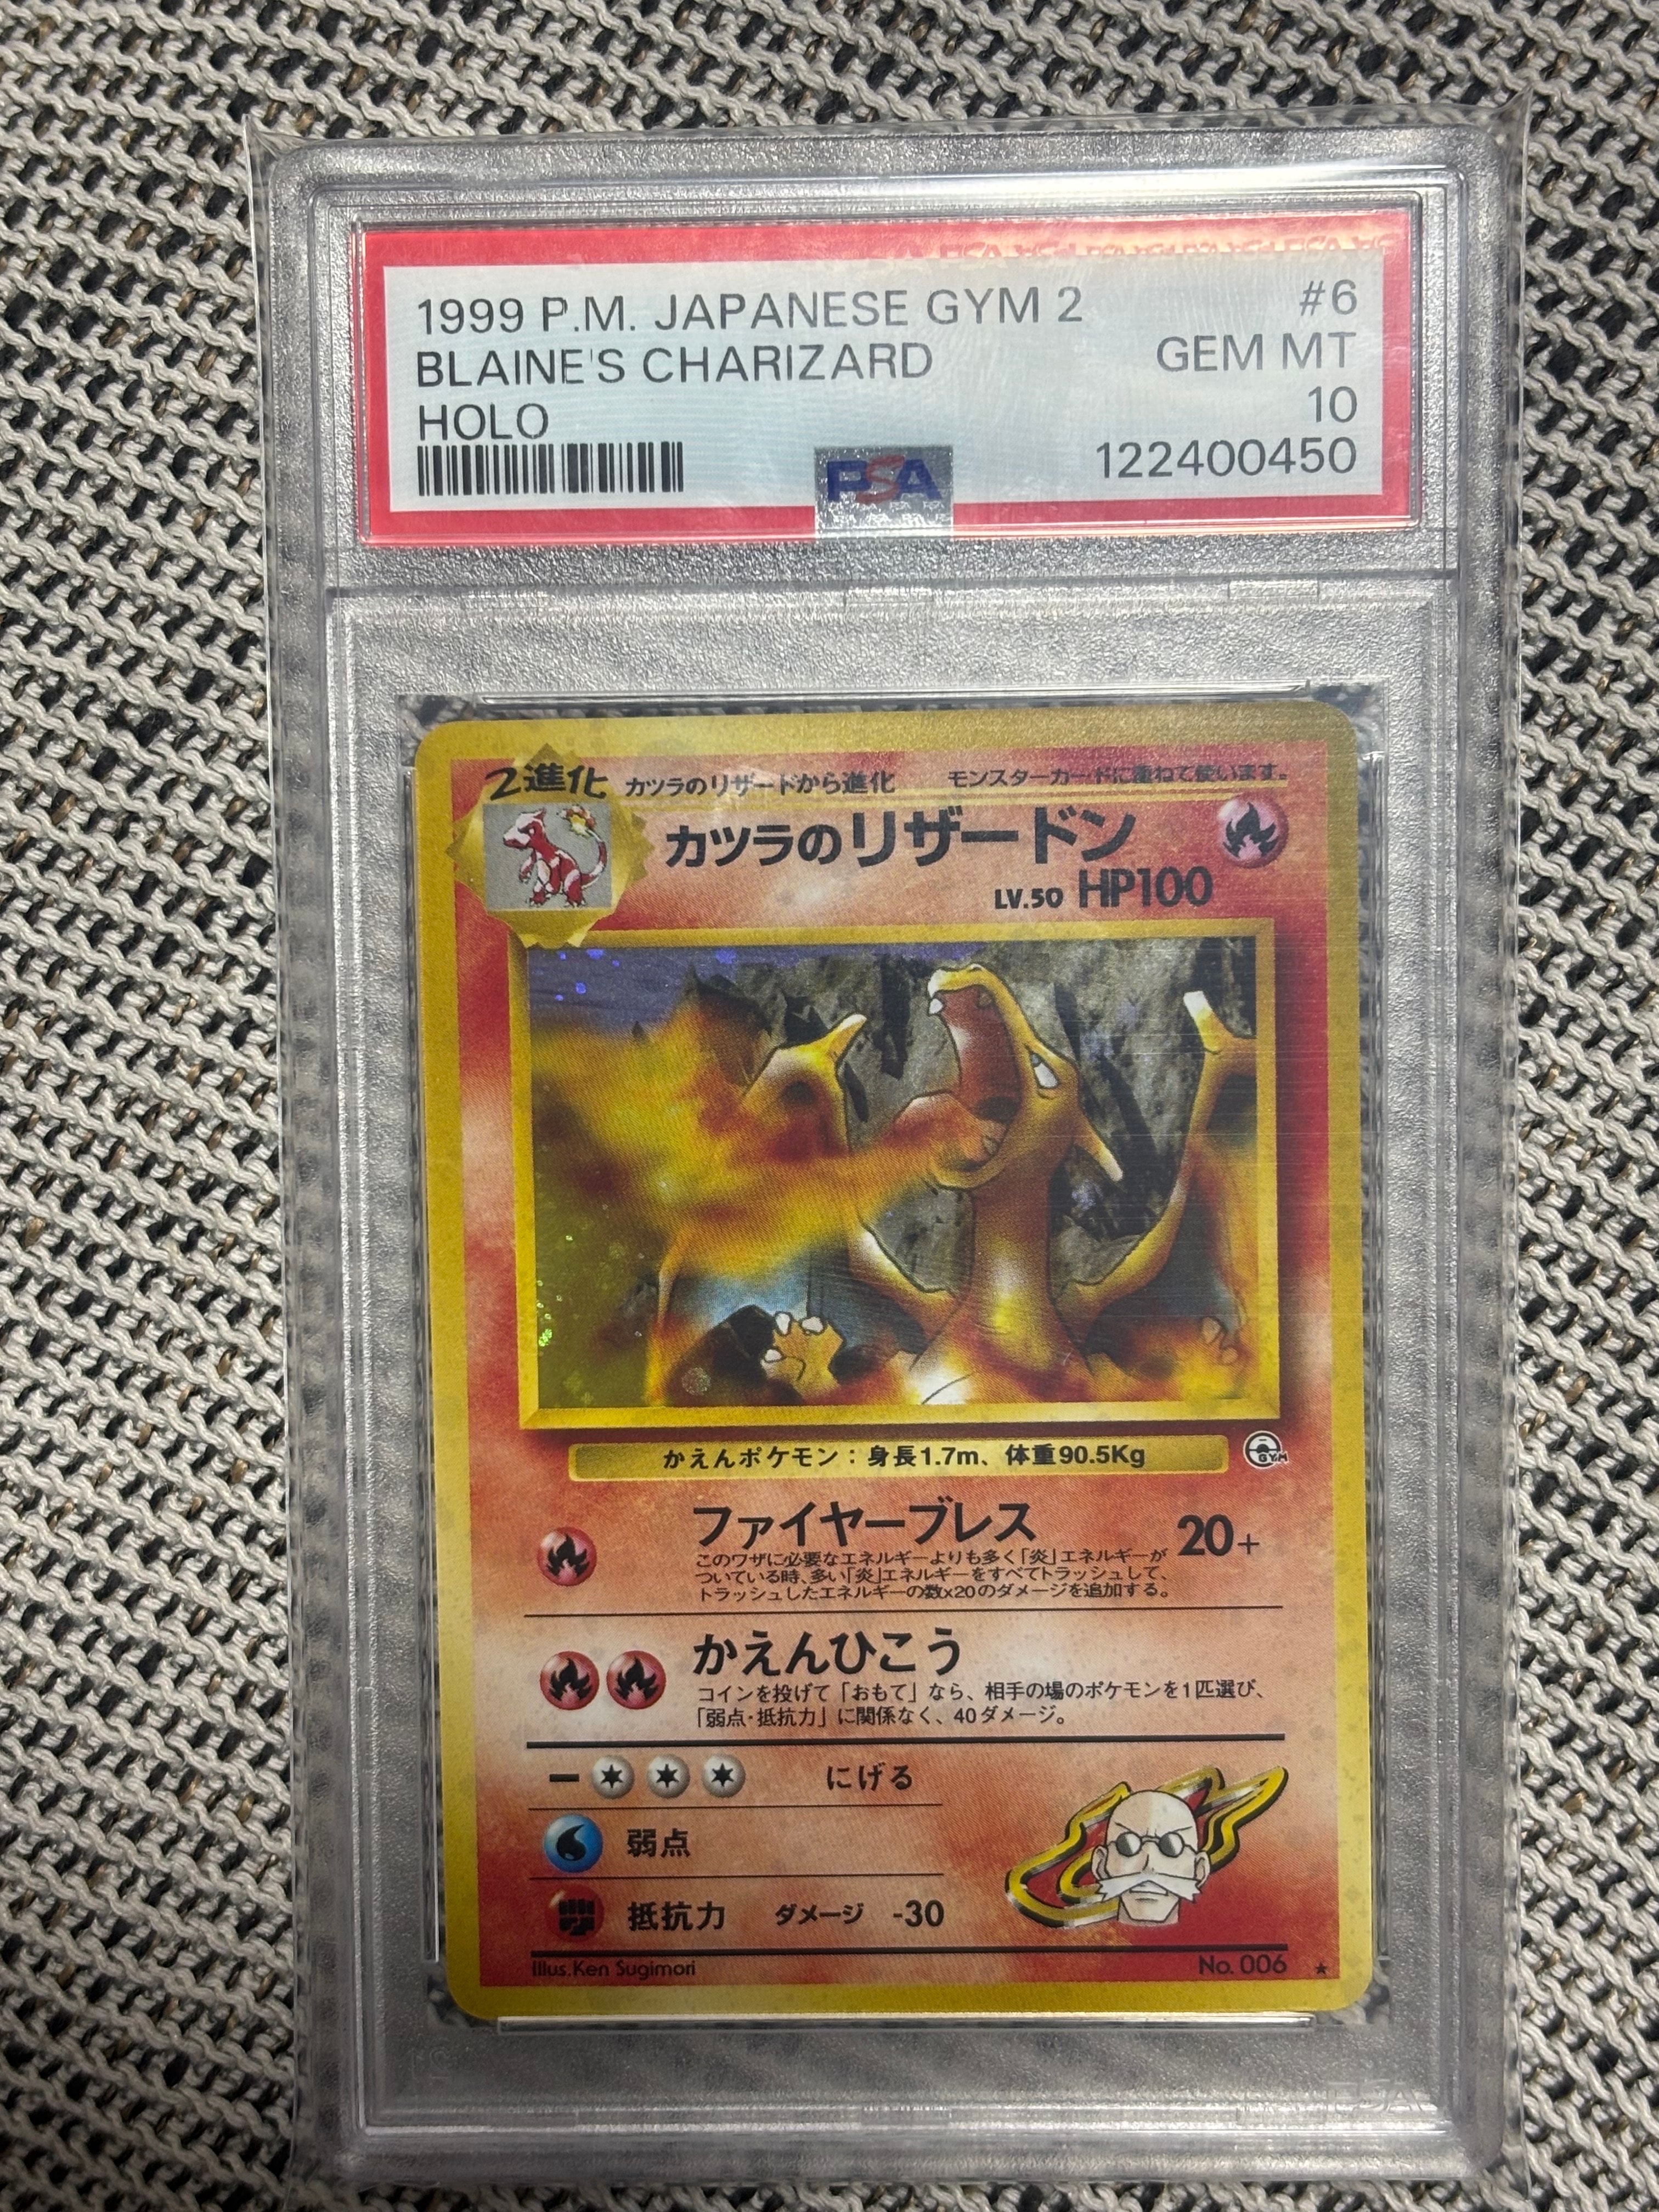 1999 P.M. JAPANESE GYM 2 #6
BLAINE'S CHARIZARD GEM MT
HOLO 10
PSA 122400450
2進化 カツラのリザードから進化 モンスターカードに重ねて使います。
カツラのリザードン
LV.50 HP100
かえんポケモン：身長1.7m、体重90.5Kg
GYM
ファイヤーブレス 20+
このワザに必要なエネルギーよりも多く「炎」エネルギーが
ついている時、多い「炎」エネルギーをすべてトラッシュして、
トラッシュしたエネルギーの数x20のダメージを追加する。
かえんひこう
コインを投げて「おもて」なら、相手の場のポケモンを1匹選び、
「弱点・抵抗力」に関係なく、40ダメージ。
にげる
弱点
抵抗力 ダメージ -30
Illus.Ken Sugimori No. 006 ★